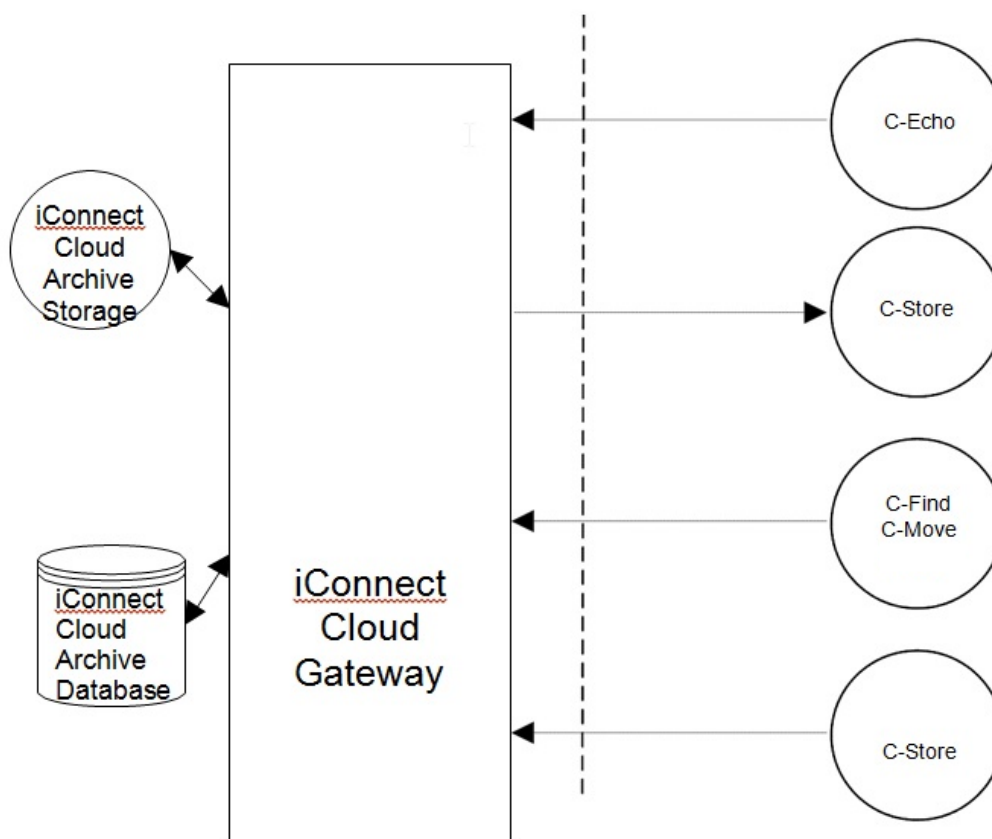 C-Echo
iConnect
Cloud
Archive
Storage
C-Store
C-Find
C-Move
iConnect
Cloud
Archive
Database
iConnect
Cloud
Gateway
C-Store